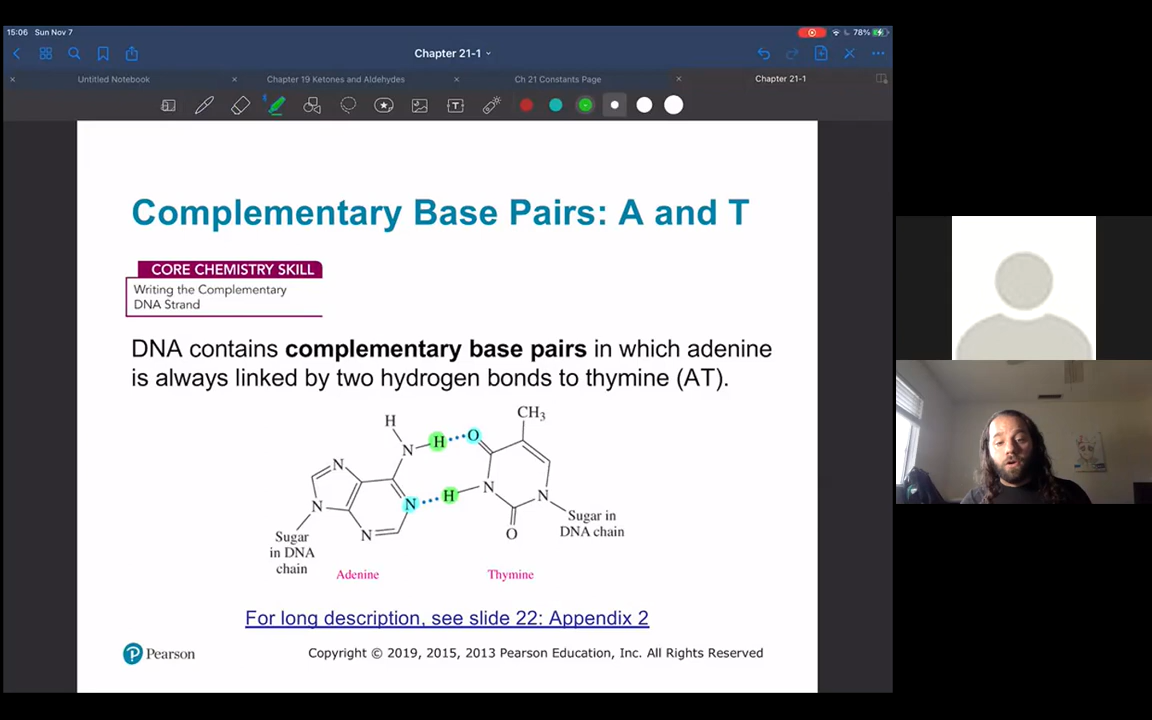 15:06 Sun Nov 7
78%
Chapter 21-1
Untitled Notebook
Chapter 19 Ketones and Aldehydes
Ch 21 Constants Page
Chapter 21-1
T
Complementary Base Pairs: A and T
CORE CHEMISTRY SKILL
Writing the Complementary
DNA Strand
DNA contains complementary base pairs in which adenine
is always linked by two hydrogen bonds to thymine (AT).
CH3
H
H O
N
N
N H N N
N
N O
Sugar
in DNA
chain
Sugar in
DNA chain
Adenine
Thymine
For long description, see slide 22: Appendix 2
Pearson
Copyright © 2019, 2015, 2013 Pearson Education, Inc. All Rights Reserved